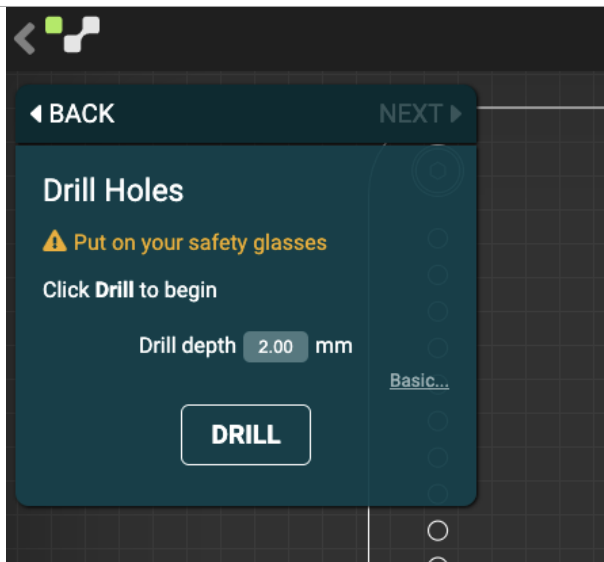 BACK NEXT
Drill Holes
Put on your safety glasses
Click Drill to begin
Drill depth 2.00 mm
Basic...
DRILL